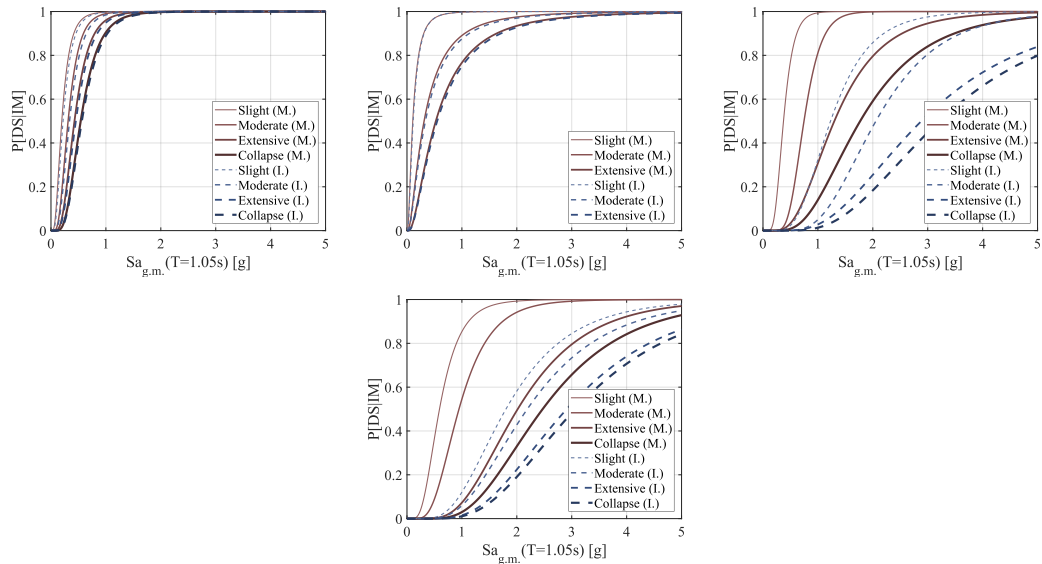 1
0.8
0.6
0.4
0.2
0
P[DS|IM]
Slight (M.)
Moderate (M.)
Extensive (M.)
Collapse (M.)
Slight (I.)
Moderate (I.)
Extensive (I.)
Collapse (I.)
0 1 2 3 4 5
Sa_g.m.(T=1.05s) [g]
1
0.8
0.6
0.4
0.2
0
P[DS|IM]
Slight (M.)
Moderate (M.)
Extensive (M.)
Slight (I.)
Moderate (I.)
Extensive (I.)
0 1 2 3 4 5
Sa_g.m.(T=1.05s) [g]
1
0.8
0.6
0.4
0.2
0
P[DS|IM]
Slight (M.)
Moderate (M.)
Extensive (M.)
Collapse (M.)
Slight (I.)
Moderate (I.)
Extensive (I.)
Collapse (I.)
0 1 2 3 4 5
Sa_g.m.(T=1.05s) [g]
1
0.8
0.6
0.4
0.2
0
P[DS|IM]
Slight (M.)
Moderate (M.)
Extensive (M.)
Collapse (M.)
Slight (I.)
Moderate (I.)
Extensive (I.)
Collapse (I.)
0 1 2 3 4 5
Sa_g.m.(T=1.05s) [g]